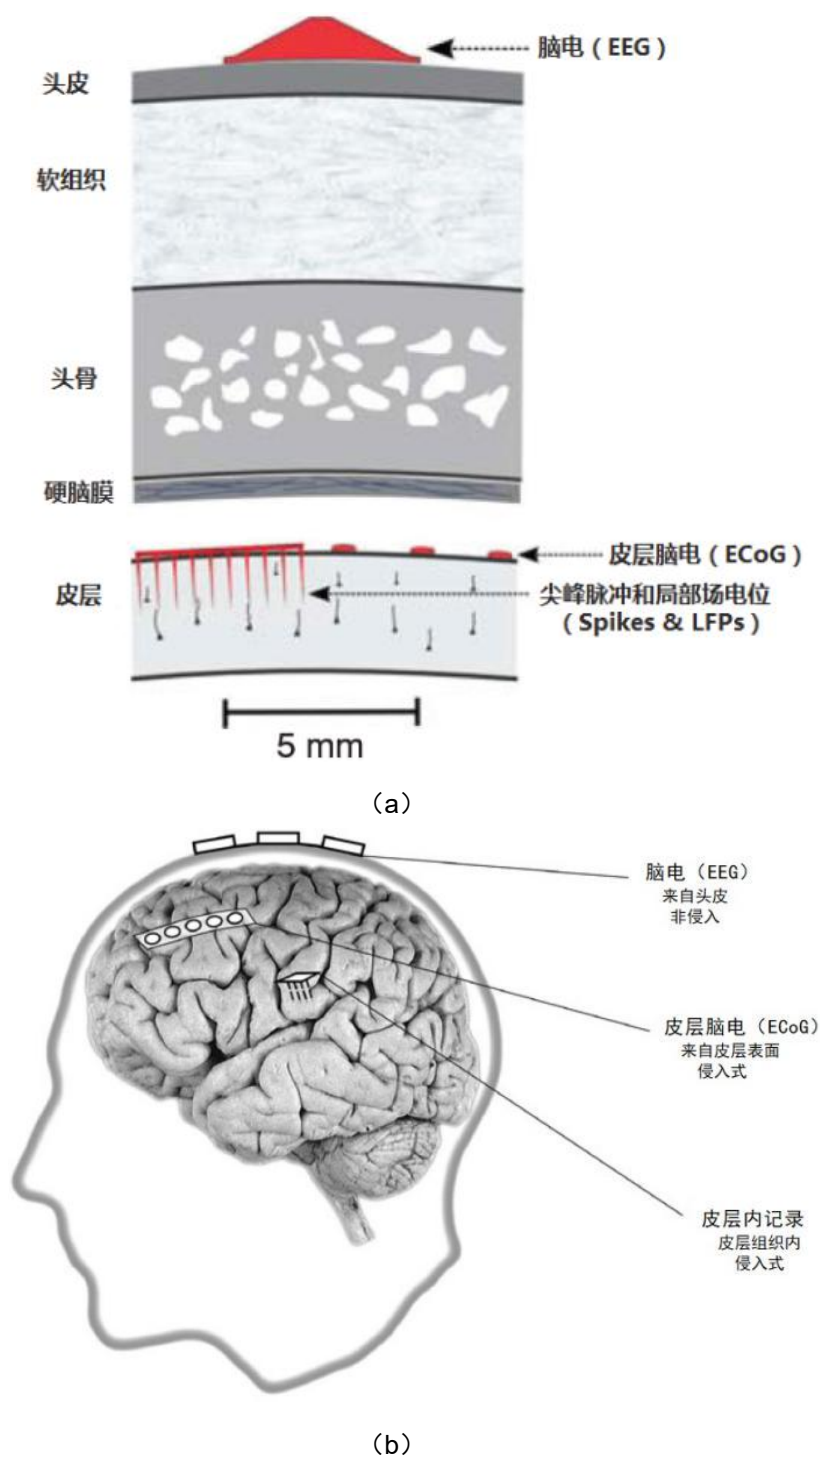 脑电（EEG）
头皮
软组织
头骨
硬脑膜
皮层脑电（ECoG）
皮层
尖峰脉冲和局部场电位
（Spikes & LFPs）
5 mm
（a）
脑电（EEG）
来自头皮
非侵入
皮层脑电（ECoG）
来自皮层表面
侵入式
皮层内记录
皮层组织内
侵入式
（b）